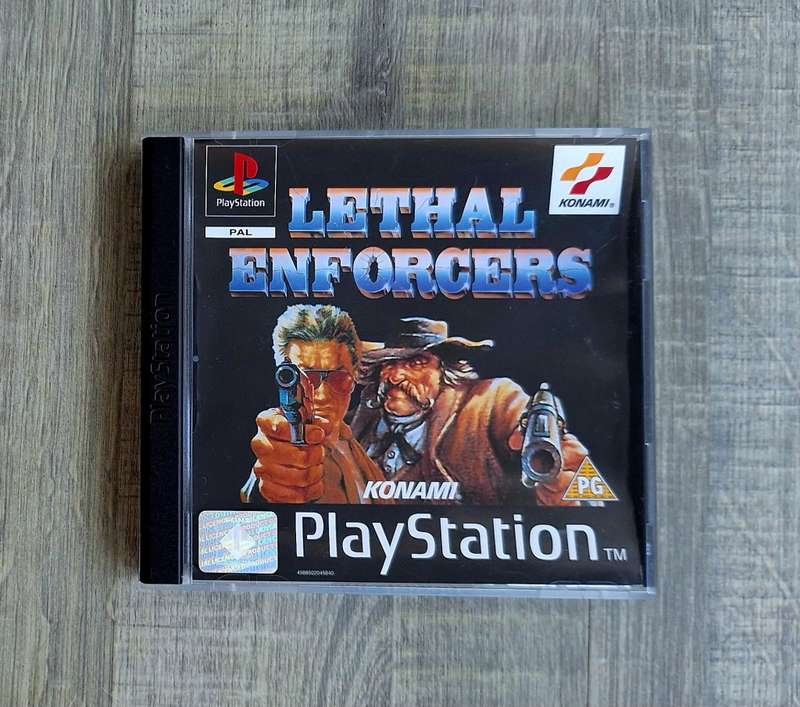 PlayStation
PAL
KONAMI®
LETHAL
ENFORCERS
PlayStation
KONAMI®
PG
PlayStation™